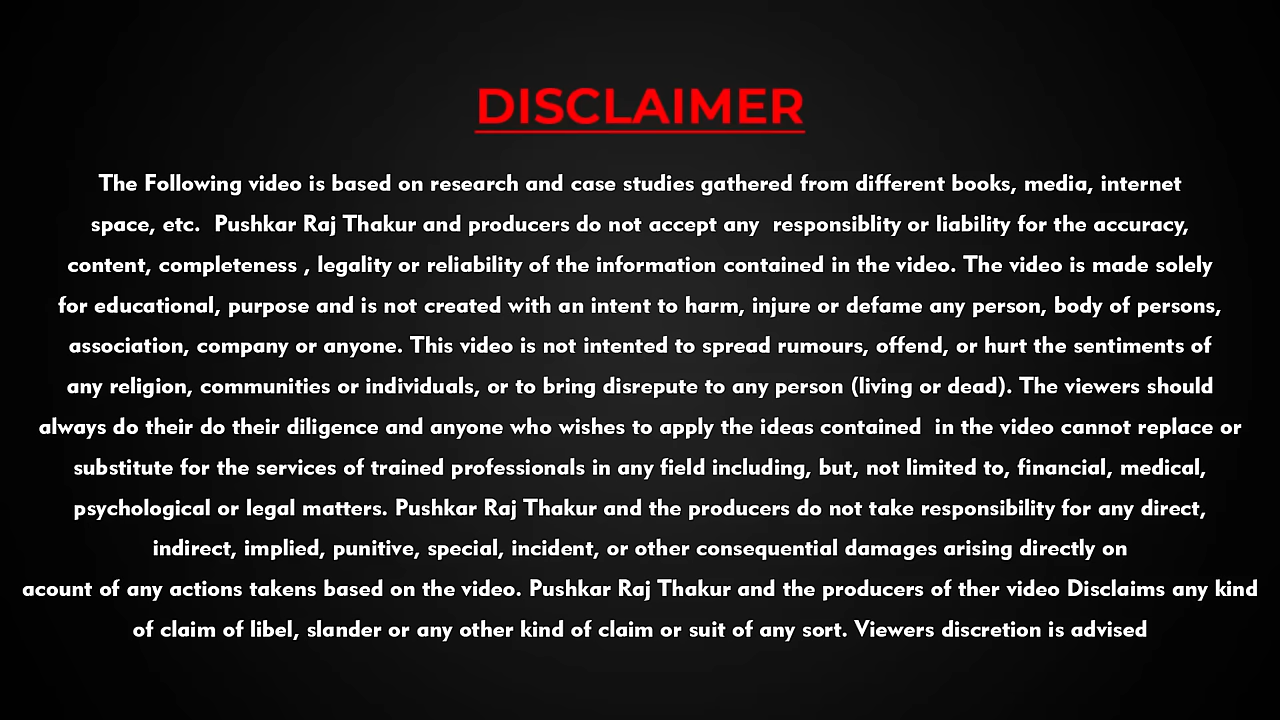 DISCLAIMER
The Following video is based on research and case studies gathered from different books, media, internet
space, etc.  Pushkar Raj Thakur and producers do not accept any  responsiblity or liability for the accuracy,
content, completeness , legality or reliability of the information contained in the video. The video is made solely
for educational, purpose and is not created with an intent to harm, injure or defame any person, body of persons,
association, company or anyone. This video is not intented to spread rumours, offend, or hurt the sentiments of
any religion, communities or individuals, or to bring disrepute to any person (living or dead). The viewers should
always do their do their diligence and anyone who wishes to apply the ideas contained  in the video cannot replace or
substitute for the services of trained professionals in any field including, but, not limited to, financial, medical,
psychological or legal matters. Pushkar Raj Thakur and the producers do not take responsibility for any direct,
indirect, implied, punitive, special, incident, or other consequential damages arising directly on
acount of any actions takens based on the video. Pushkar Raj Thakur and the producers of ther video Disclaims any kind
of claim of libel, slander or any other kind of claim or suit of any sort. Viewers discretion is advised